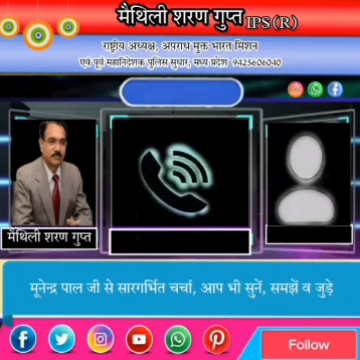 मैथिली शरण गुप्त IPS (R)
राष्ट्रीय अध्यक्ष, अपराध मुक्त भारत मिशन
एवं पूर्व महानिदेशक पुलिस सुधार, मध्य प्रदेश 9425606040
मैथिली शरण गुप्त
मूनेन्द्र पाल जी से सारगर्भित चर्चा, आप भी सुनें, समझें व जुड़े
Follow